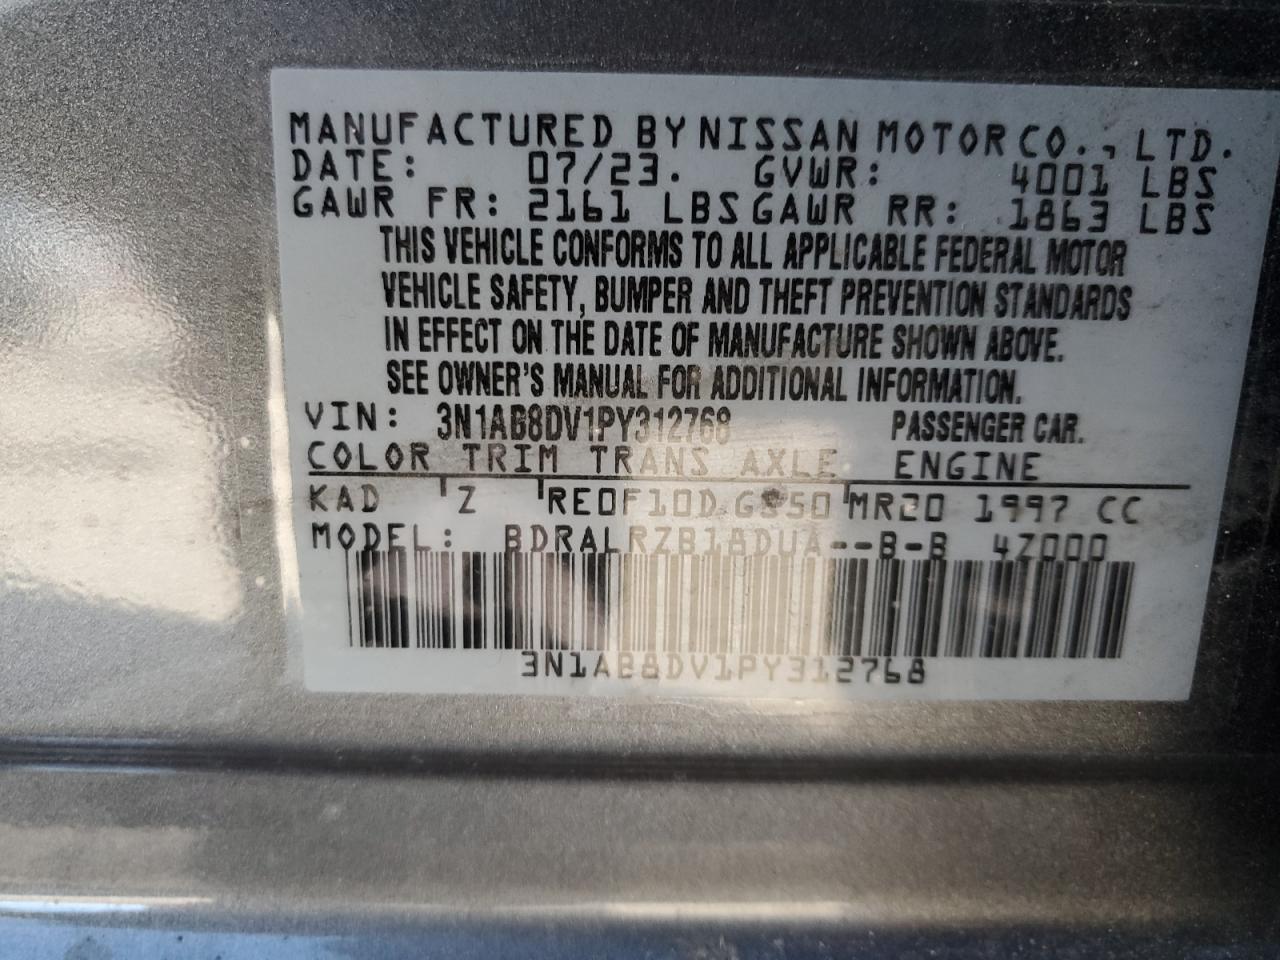 MANUFACTURED BY NISSAN MOTOR CO., LTD.
DATE: 07/23. GVWR: 4001 LBS
GAWR FR: 2161 LBS GAWR RR: 1863 LBS
THIS VEHICLE CONFORMS TO ALL APPLICABLE FEDERAL MOTOR
VEHICLE SAFETY, BUMPER AND THEFT PREVENTION STANDARDS
IN EFFECT ON THE DATE OF MANUFACTURE SHOWN ABOVE.
SEE OWNER'S MANUAL FOR ADDITIONAL INFORMATION.
VIN: 3N1AB8DV1PY312768 PASSENGER CAR.
COLOR TRIM TRANS AXLE ENGINE
KAD Z RE0F10D MR20 1997 CC
MODEL: BDRALRZB18DUA--B-B 4Z000
3N1AB8DV1PY312768